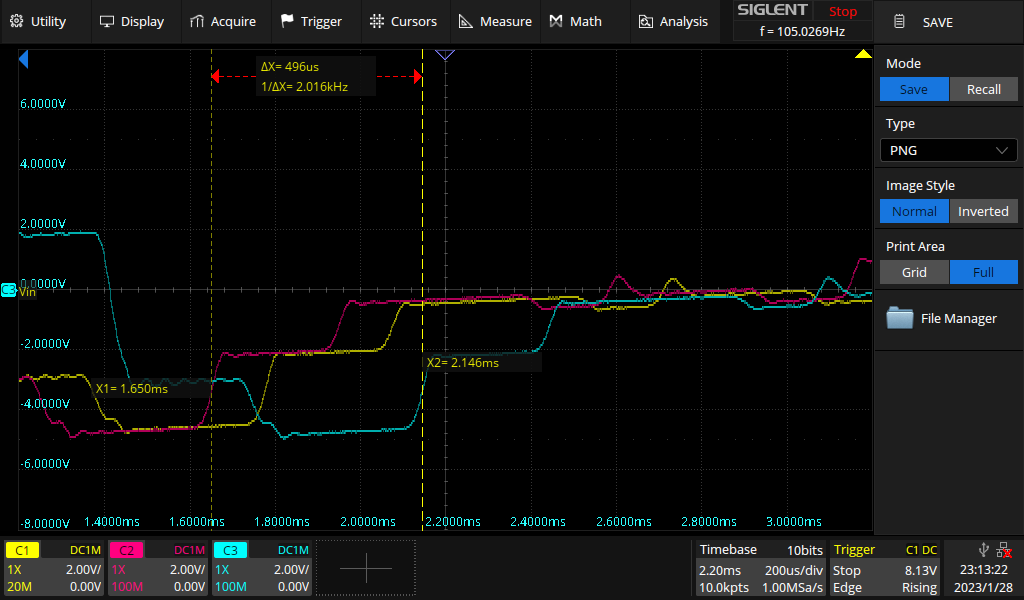 Utility Display Acquire Trigger Cursors Measure Math Analysis SIGLENT Stop
f = 105.0269Hz
SAVE
Mode
Save Recall
Type
PNG
Image Style
Normal Inverted
Print Area
Grid Full
File Manager
ΔX= 496us
1/ΔX= 2.016kHz
6.0000V
4.0000V
2.0000V
0.0000V
C3 Vin
-2.0000V
X2= 2.146ms
X1= 1.650ms
-4.0000V
-6.0000V
-8.0000V 1.4000ms 1.6000ms 1.8000ms 2.0000ms 2.2000ms 2.4000ms 2.6000ms 2.8000ms 3.0000ms
C1 DC1M C2 DC1M C3 DC1M
1X 2.00V/ 1X 2.00V/ 1X 2.00V/
20M 0.00V 100M 0.00V 100M 0.00V
Timebase 10bits Trigger C1 DC
2.20ms 200us/div Stop 8.13V
10.0kpts 1.00MSa/s Edge Rising
23:13:22
2023/1/28